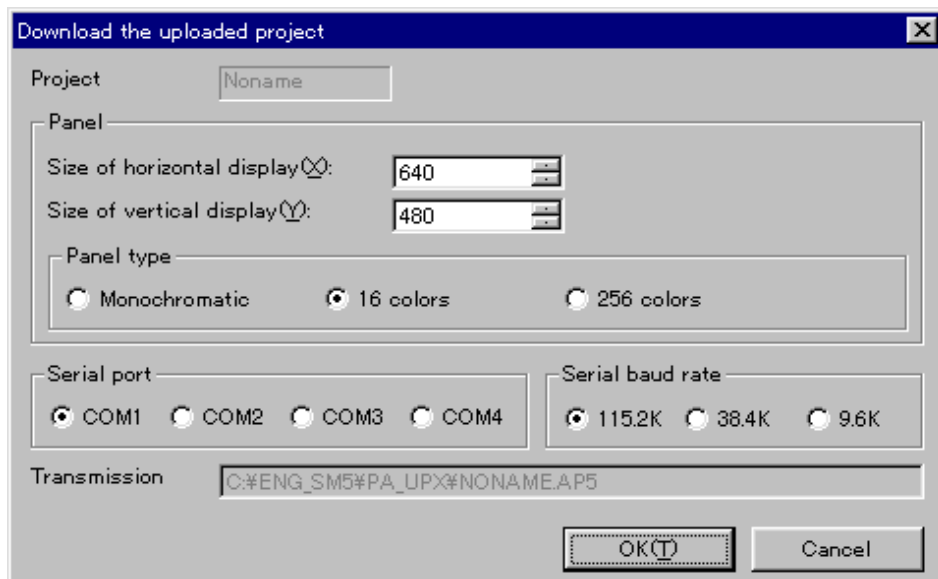 Download the uploaded project
Project Noname
Panel
Size of horizontal display(X): 640
Size of vertical display(Y): 480
Panel type
Monochromatic 16 colors 256 colors
Serial port Serial baud rate
COM1 COM2 COM3 COM4 115.2K 38.4K 9.6K
Transmission C:¥ENG_SM5¥PA_UPX¥NONAME.AP5
OK(T) Cancel